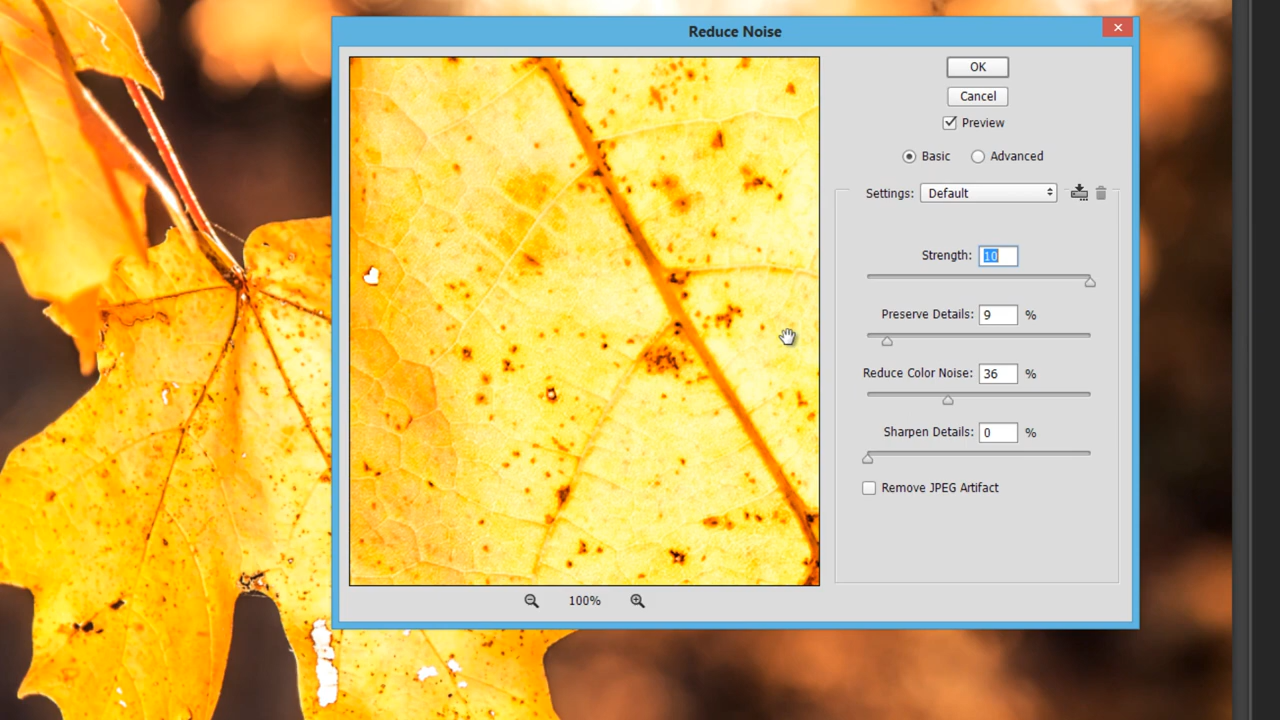 Reduce Noise
OK
Cancel
Preview
Basic Advanced
Settings: Default
Strength: 10
Preserve Details: 9 %
Reduce Color Noise: 36 %
Sharpen Details: 0 %
Remove JPEG Artifact
100%